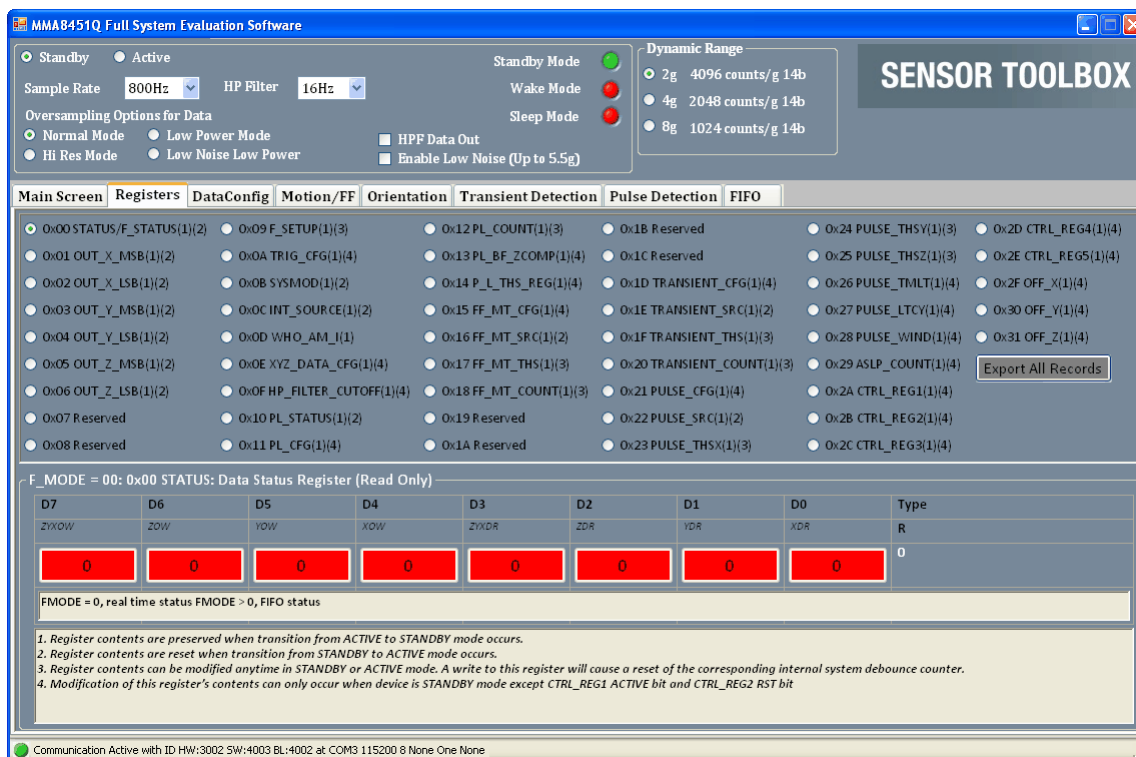 MMA8451Q Full System Evaluation Software
Standby Active
Standby Mode
Sample Rate 800Hz HP Filter 16Hz
Wake Mode
Oversampling Options for Data
Sleep Mode
Normal Mode Low Power Mode
HPF Data Out
Hi Res Mode Low Noise Low Power
Enable Low Noise (Up to 5.5g)
Dynamic Range
2g 4096 counts/g 14b
4g 2048 counts/g 14b
8g 1024 counts/g 14b
SENSOR TOOLBOX
Main Screen Registers DataConfig Motion/FF Orientation Transient Detection Pulse Detection FIFO
0x00 STATUS/F_STATUS(1)(2) 0x09 F_SETUP(1)(3) 0x12 PL_COUNT(1)(3) 0x1B Reserved 0x24 PULSE_THSY(1)(3) 0x2D CTRL_REG4(1)(4)
0x01 OUT_X_MSB(1)(2) 0x0A TRIG_CFG(1)(4) 0x13 PL_BF_ZCOMP(1)(4) 0x1C Reserved 0x25 PULSE_THSZ(1)(3) 0x2E CTRL_REG5(1)(4)
0x02 OUT_X_LSB(1)(2) 0x0B SYSMOD(1)(2) 0x14 P_L_THS_REG(1)(4) 0x1D TRANSIENT_CFG(1)(4) 0x26 PULSE_TMLT(1)(4) 0x2F OFF_X(1)(4)
0x03 OUT_Y_MSB(1)(2) 0x0C INT_SOURCE(1)(2) 0x15 FF_MT_CFG(1)(4) 0x1E TRANSIENT_SRC(1)(2) 0x27 PULSE_LTCY(1)(4) 0x30 OFF_Y(1)(4)
0x04 OUT_Y_LSB(1)(2) 0x0D WHO_AM_I(1) 0x16 FF_MT_SRC(1)(2) 0x1F TRANSIENT_THS(1)(3) 0x28 PULSE_WIND(1)(4) 0x31 OFF_Z(1)(4)
0x05 OUT_Z_MSB(1)(2) 0x0E XYZ_DATA_CFG(1)(4) 0x17 FF_MT_THS(1)(3) 0x20 TRANSIENT_COUNT(1)(3) 0x29 ASLP_COUNT(1)(4) Export All Records
0x06 OUT_Z_LSB(1)(2) 0x0F HP_FILTER_CUTOFF(1)(4) 0x18 FF_MT_COUNT(1)(3) 0x21 PULSE_CFG(1)(4) 0x2A CTRL_REG1(1)(4)
0x07 Reserved 0x10 PL_STATUS(1)(2) 0x19 Reserved 0x22 PULSE_SRC(1)(2) 0x2B CTRL_REG2(1)(4)
0x08 Reserved 0x11 PL_CFG(1)(4) 0x1A Reserved 0x23 PULSE_THSX(1)(3) 0x2C CTRL_REG3(1)(4)
F_MODE = 00: 0x00 STATUS: Data Status Register (Read Only)
D7 D6 D5 D4 D3 D2 D1 D0 Type
ZYXOW ZOW YOW XOW ZYXDR ZDR YDR XDR R
0 0 0 0 0 0 0 0 0
FMODE = 0, real time status FMODE > 0, FIFO status
1. Register contents are preserved when transition from ACTIVE to STANDBY mode occurs.
2. Register contents are reset when transition from STANDBY to ACTIVE mode occurs.
3. Register contents can be modified anytime in STANDBY or ACTIVE mode. A write to this register will cause a reset of the corresponding internal system debounce counter.
4. Modification of this register's contents can only occur when device is STANDBY mode except CTRL_REG1 ACTIVE bit and CTRL_REG2 RST bit
Communication Active with ID HW:3002 SW:4003 BL:4002 at COM3 115200 8 None One None